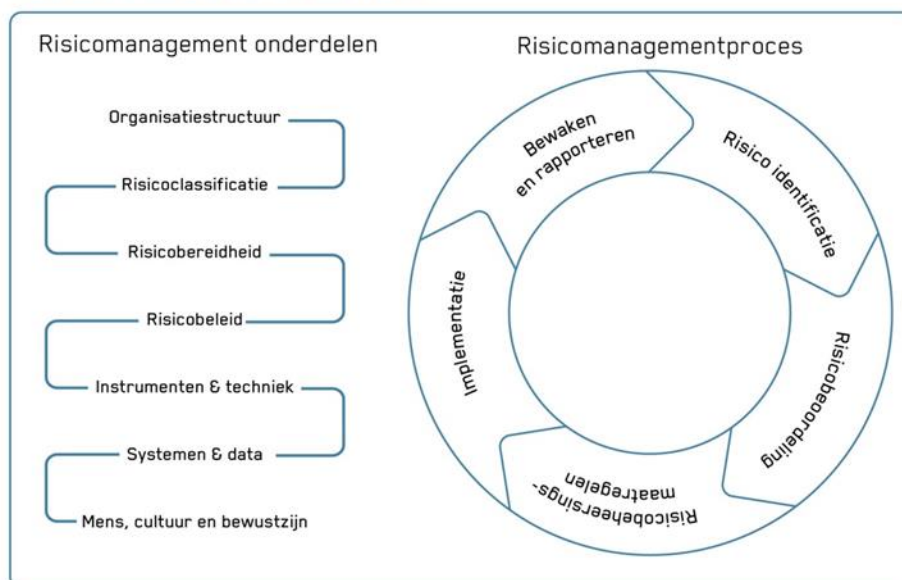 Risicomanagement onderdelen
Organisatiestructuur
Risicoclassificatie
Risicobereidheid
Risicobeleid
Instrumenten & techniek
Systemen & data
Mens, cultuur en bewustzijn
Risicomanagementproces
Bewaken
en rapporteren
Risico identificatie
Risicobeoordeling
Risicobeheersings-
maatregelen
Implementatie